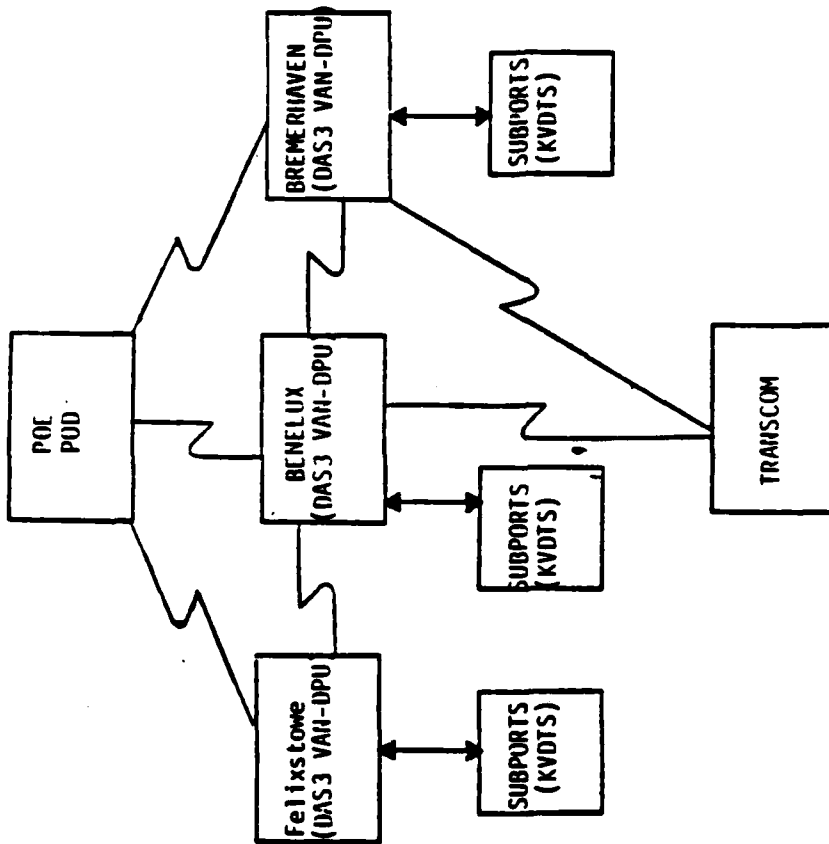 POE
POD
Felixstowe
(DAS3 VAN-DPU)
BENELUX
(DAS3 VAN-DPU)
BREMERHAVEN
(DAS3 VAN-DPU)
SUBPORTS
(KVDTS)
SUBPORTS
(KVDTS)
SUBPORTS
(KVDTS)
TRANSCOM